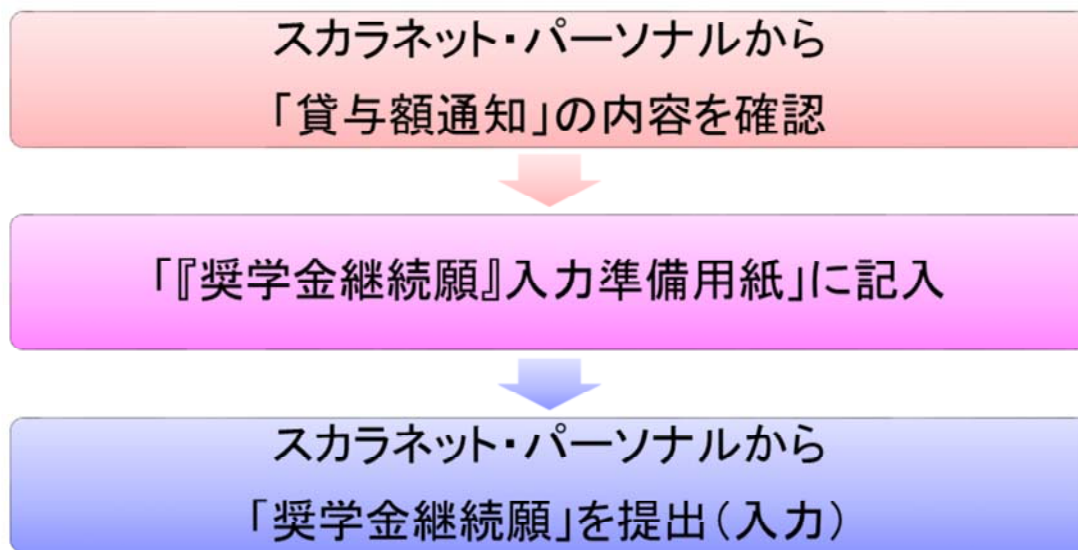 スカラネット・パーソナルから
「貸与額通知」の内容を確認
「『奨学金継続願』入力準備用紙」に記入
スカラネット・パーソナルから
「奨学金継続願」を提出(入力)